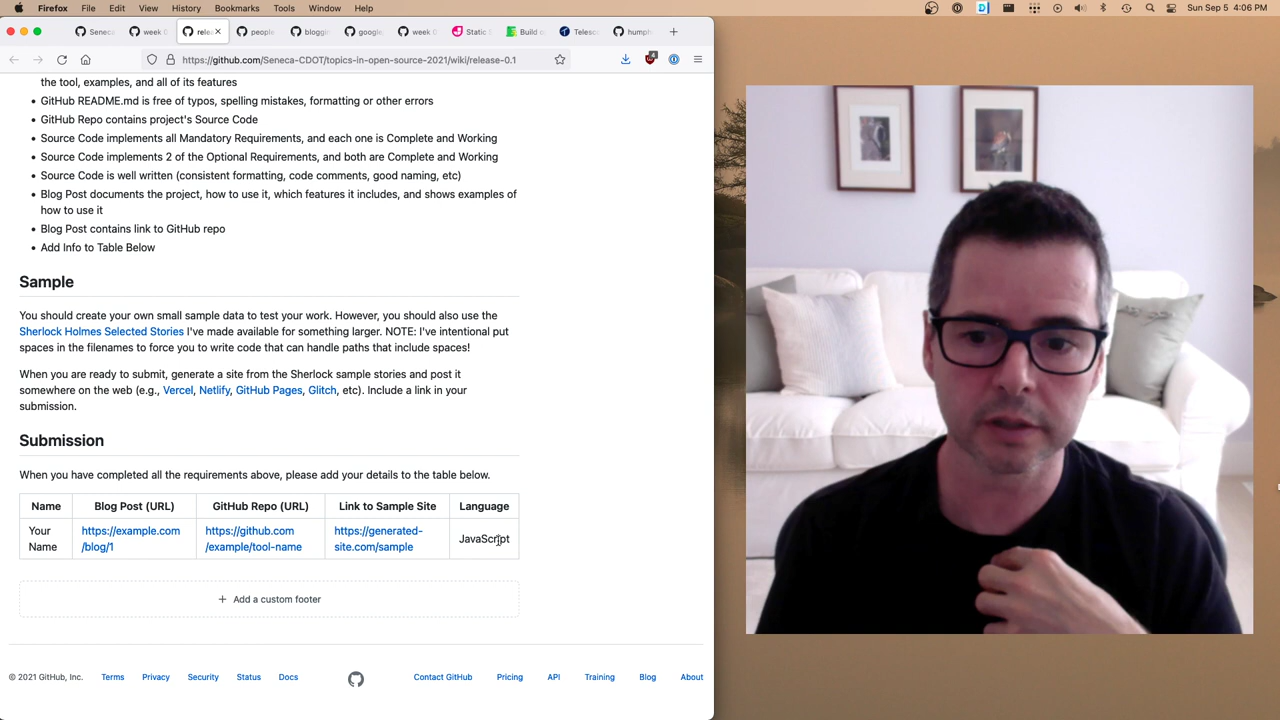 Firefox File Edit View History Bookmarks Tools Window Help Sun Sep 5 4:06 PM
Seneca week 0 relea people bloggin google week 0 Static S Build o Telesco humph
https://github.com/Seneca-CDOT/topics-in-open-source-2021/wiki/release-0.1
the tool, examples, and all of its features
• GitHub README.md is free of typos, spelling mistakes, formatting or other errors
• GitHub Repo contains project's Source Code
• Source Code implements all Mandatory Requirements, and each one is Complete and Working
• Source Code implements 2 of the Optional Requirements, and both are Complete and Working
• Source Code is well written (consistent formatting, code comments, good naming, etc)
• Blog Post documents the project, how to use it, which features it includes, and shows examples of
how to use it
• Blog Post contains link to GitHub repo
• Add Info to Table Below
Sample
You should create your own small sample data to test your work. However, you should also use the
Sherlock Holmes Selected Stories I've made available for something larger. NOTE: I've intentional put
spaces in the filenames to force you to write code that can handle paths that include spaces!
When you are ready to submit, generate a site from the Sherlock sample stories and post it
somewhere on the web (e.g., Vercel, Netlify, GitHub Pages, Glitch, etc). Include a link in your
submission.
Submission
When you have completed all the requirements above, please add your details to the table below.
Name Blog Post (URL) GitHub Repo (URL) Link to Sample Site Language
Your https://example.com https://github.com https://generated- JavaScript
Name /blog/1 /example/tool-name site.com/sample
+ Add a custom footer
© 2021 GitHub, Inc. Terms Privacy Security Status Docs Contact GitHub Pricing API Training Blog About